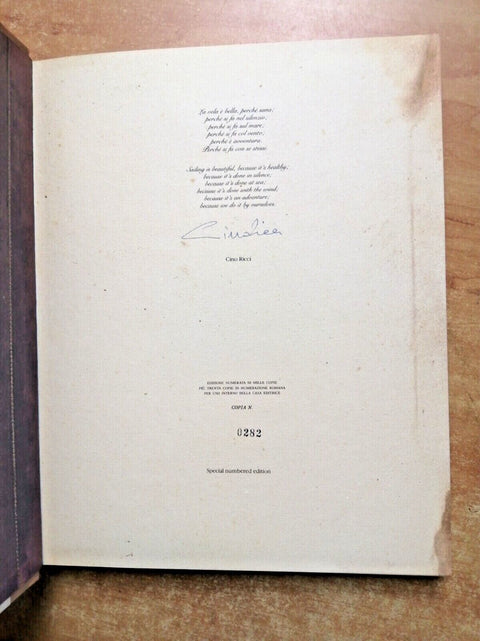 La vela è bella, perché sana;
perché si fa nel silenzio,
perché si fa sul mare,
perché si fa col vento;
perché è avventura.
Perché si fa con se stessi.
Sailing is beautiful, because it's healthy;
because it's done in silence,
because it's done at sea;
because it's done with the wind;
because it's an adventure;
because we do it by ourselves.
Cino Ricci
Cino Ricci
EDIZIONE NUMERATA IN MILLE COPIE
PIÙ TRENTA COPIE IN NUMERAZIONE ROMANA
PER USO INTERNO DELLA CASA EDITRICE
COPIA N.
0282
Special numbered edition